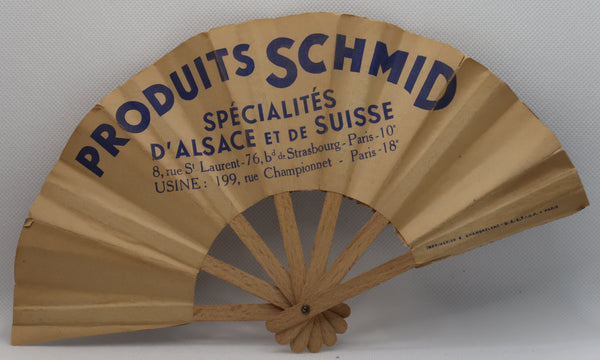 PRODUITS SCHMID
SPÉCIALITÉS
D'ALSACE ET DE SUISSE
8, rue St Laurent - 76, bd de Strasbourg - Paris - 10e
USINE : 199, rue Championnet - Paris - 18e
PARIS